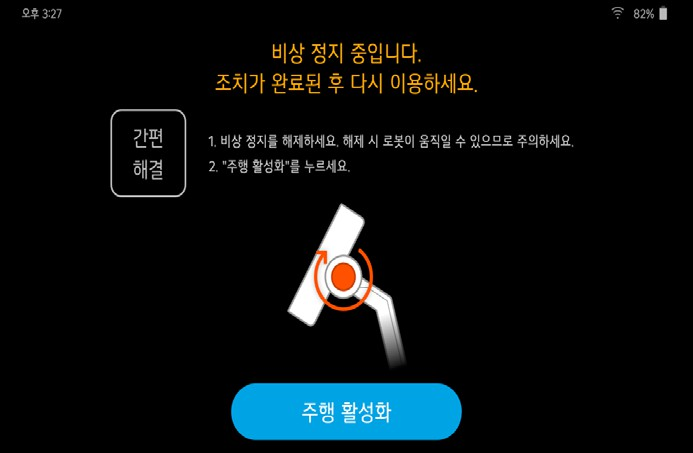 오후 3:27
82%
비상 정지 중입니다.
조치가 완료된 후 다시 이용하세요.
간편
해결
1. 비상 정지를 해제하세요. 해제 시 로봇이 움직일 수 있으므로 주의하세요.
2. "주행 활성화"를 누르세요.
주행 활성화